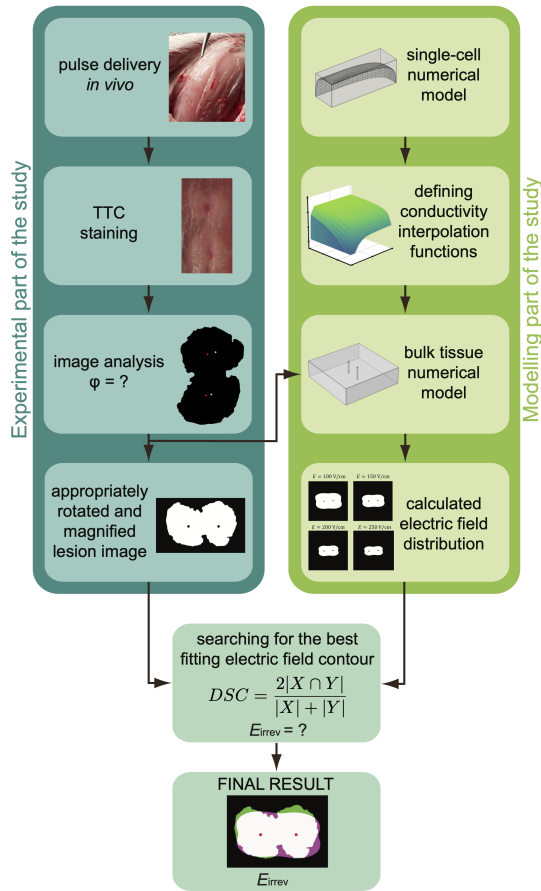 Experimental part of the study
pulse delivery
in vivo
TTC
staining
image analysis
φ = ?
appropriately
rotated and
magnified
lesion image
Modelling part of the study
single-cell
numerical
model
defining
conductivity
interpolation
functions
bulk tissue
numerical
model
E = 100 V/cm
E = 150 V/cm
E = 200 V/cm
E = 250 V/cm
calculated
electric field
distribution
searching for the best
fitting electric field contour
DSC = 2|X ∩ Y| / |X| + |Y|
Eirrev = ?
FINAL RESULT
Eirrev